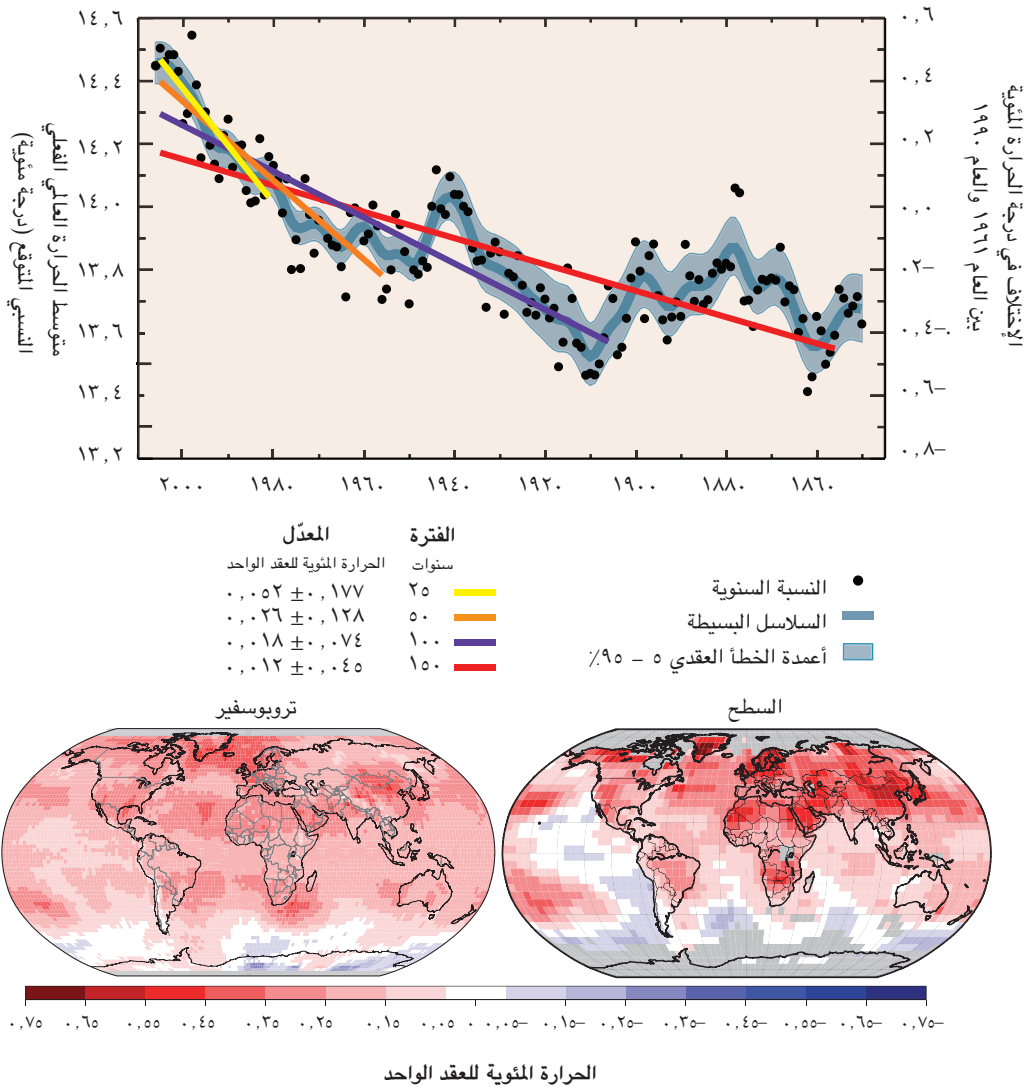 ١٤,٦
١٤,٤
١٤,٢
١٤,٠
١٣,٨
١٣,٦
١٣,٤
١٣,٢
متوسط الحرارة العالمي الفعلي
النسبي المتوقع (درجة مئوية)
٠,٦
٠,٤
٠,٢
٠,٠
٠,٢–
٠,٤–
٠,٦–
٠,٨–
الإختلاف في درجة الحرارة المئوية
بين العام ١٩٦١ والعام ١٩٩٠
٢٠٠٠ ١٩٨٠ ١٩٦٠ ١٩٤٠ ١٩٢٠ ١٩٠٠ ١٨٨٠ ١٨٦٠
النسبة السنوية
السلاسل البسيطة
أعمدة الخطأ العقدي ٥ – ٩٥٪
الفترة المعدّل
سنوات الحرارة المئوية للعقد الواحد
٢٥ ٠,١٧٧ ±٠,٠٥٢
٥٠ ٠,١٢٨ ±٠,٠٢٦
١٠٠ ٠,٠٧٤ ±٠,٠١٨
١٥٠ ٠,٠٤٥ ±٠,٠١٢
السطح
تروبوسفير
٠,٧٥ ٠,٦٥ ٠,٥٥ ٠,٤٥ ٠,٣٥ ٠,٢٥ ٠,١٥ ٠,٠٥ ٠ ٠,٠٥– ٠,١٥– ٠,٢٥– ٠,٣٥– ٠,٤٥– ٠,٥٥– ٠,٦٥– ٠,٧٥–
الحرارة المئوية للعقد الواحد